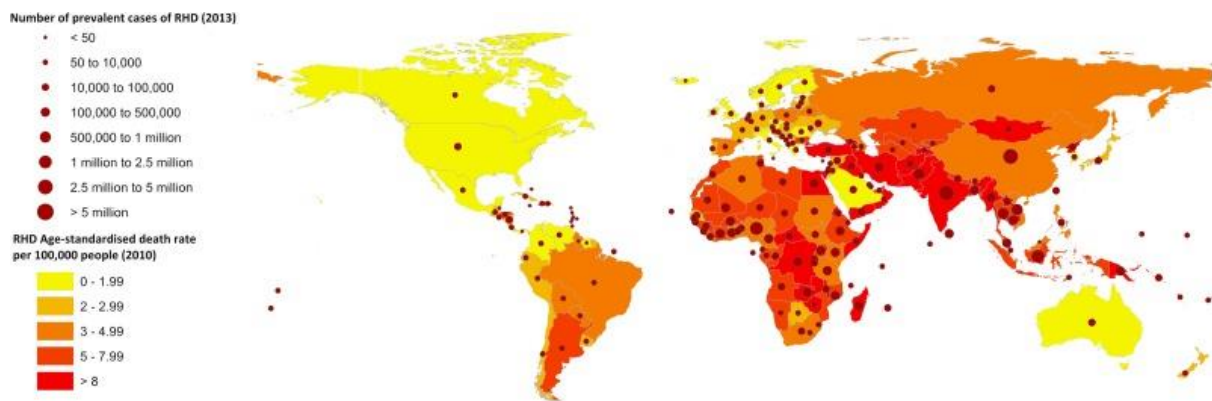 Number of prevalent cases of RHD (2013)
< 50
50 to 10,000
10,000 to 100,000
100,000 to 500,000
500,000 to 1 million
1 million to 2.5 million
2.5 million to 5 million
> 5 million
RHD Age-standardised death rate
per 100,000 people (2010)
0 - 1.99
2 - 2.99
3 - 4.99
5 - 7.99
> 8